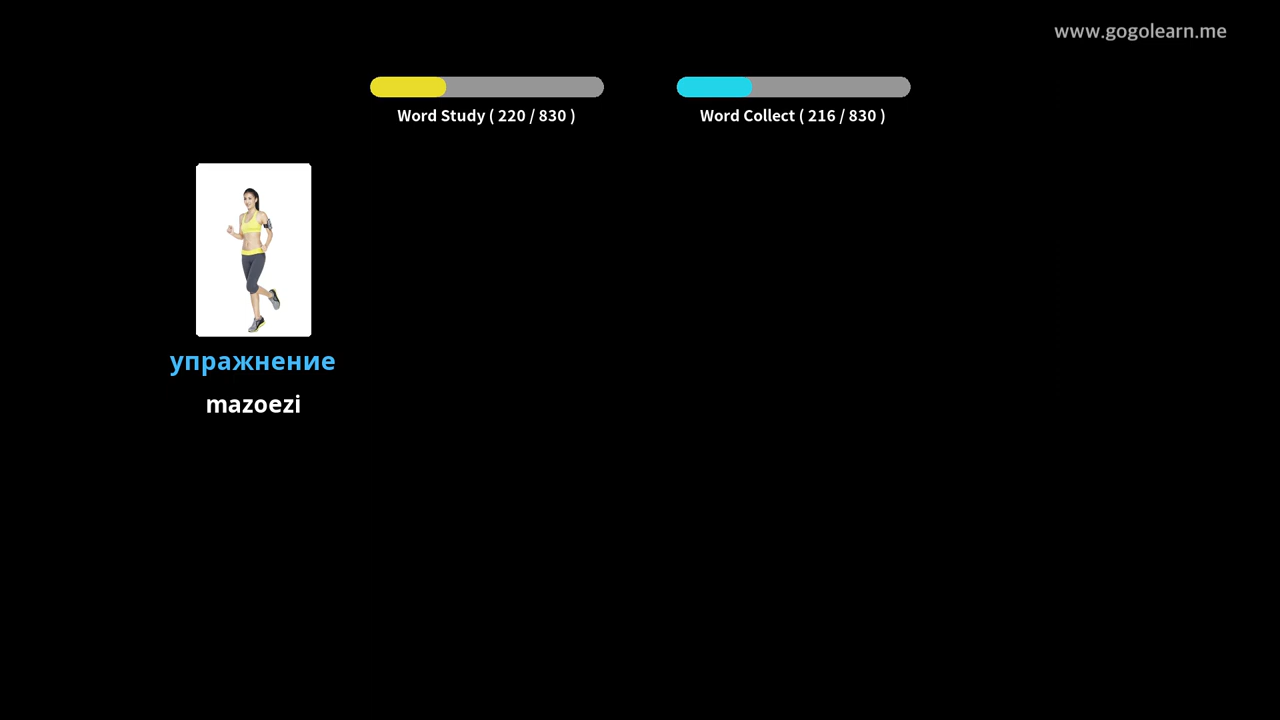 www.gogolearn.me
Word Study ( 220 / 830 )
Word Collect ( 216 / 830 )
упражнение
mazoezi